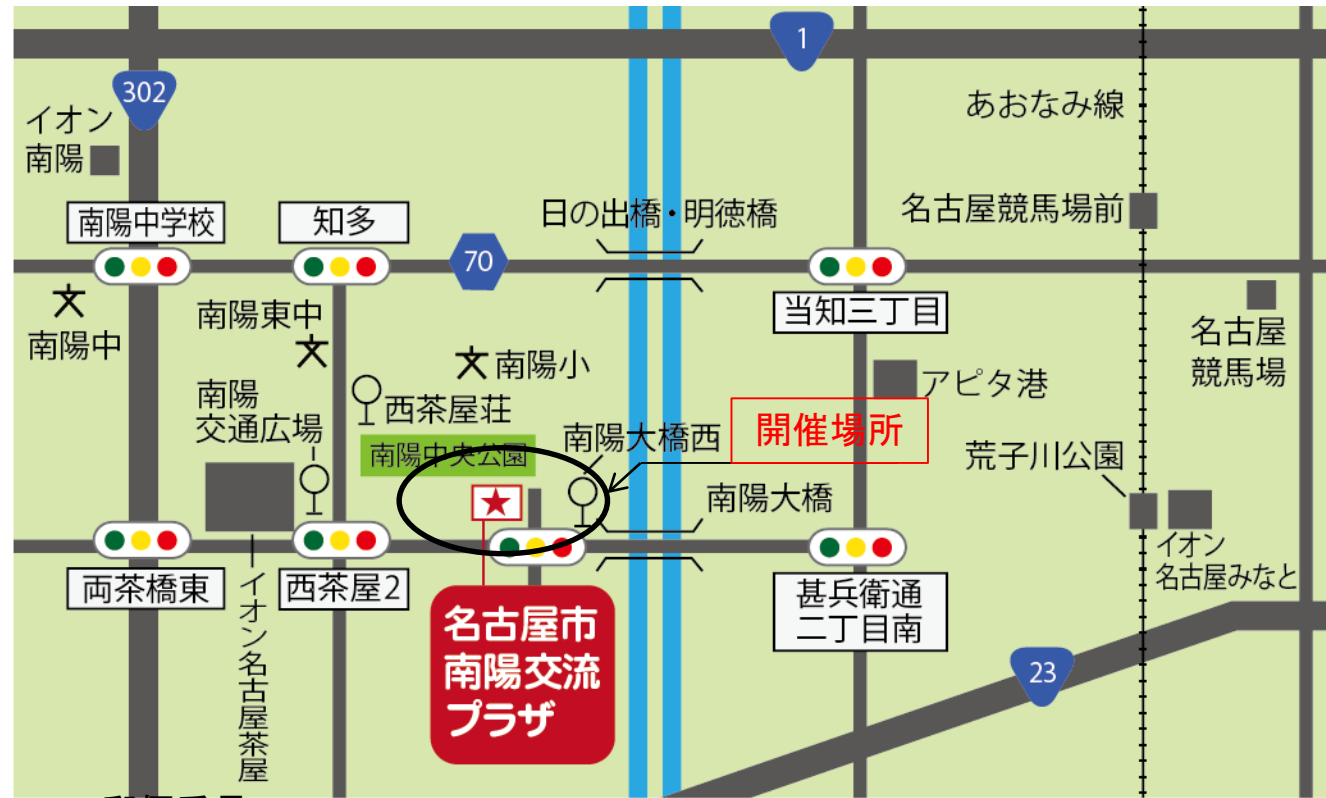 1
302
イオン
南陽
あおなみ線
南陽中学校
知多
70
日の出橋・明徳橋
名古屋競馬場前
南陽中
南陽東中
南陽小
当知三丁目
名古屋
競馬場
南陽
交通広場
西茶屋荘
アピタ港
南陽中央公園
南陽大橋西
開催場所
荒子川公園
南陽大橋
両茶橋東
イオン名古屋茶屋
西茶屋2
名古屋市
南陽交流
プラザ
甚兵衛通
二丁目南
イオン
名古屋みなと
23